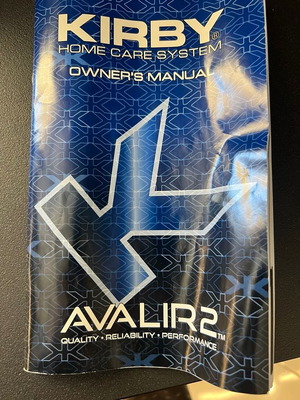 KIRBY®
HOME CARE SYSTEM
OWNER'S MANUAL
AVALIR2™
QUALITY • RELIABILITY • PERFORMANCE